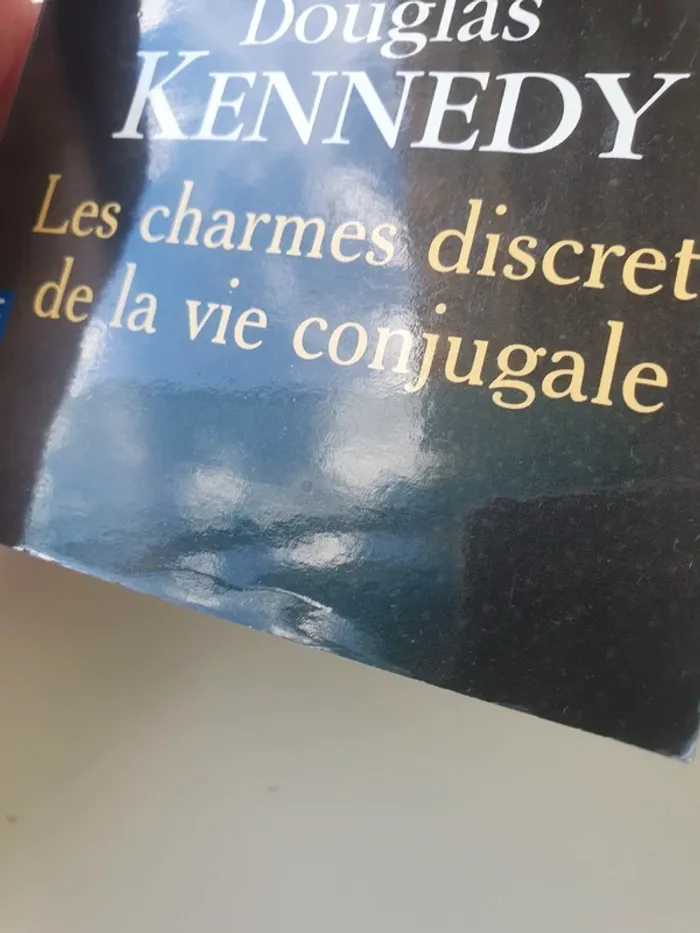 Douglas
KENNEDY
Les charmes discret
de la vie conjugale